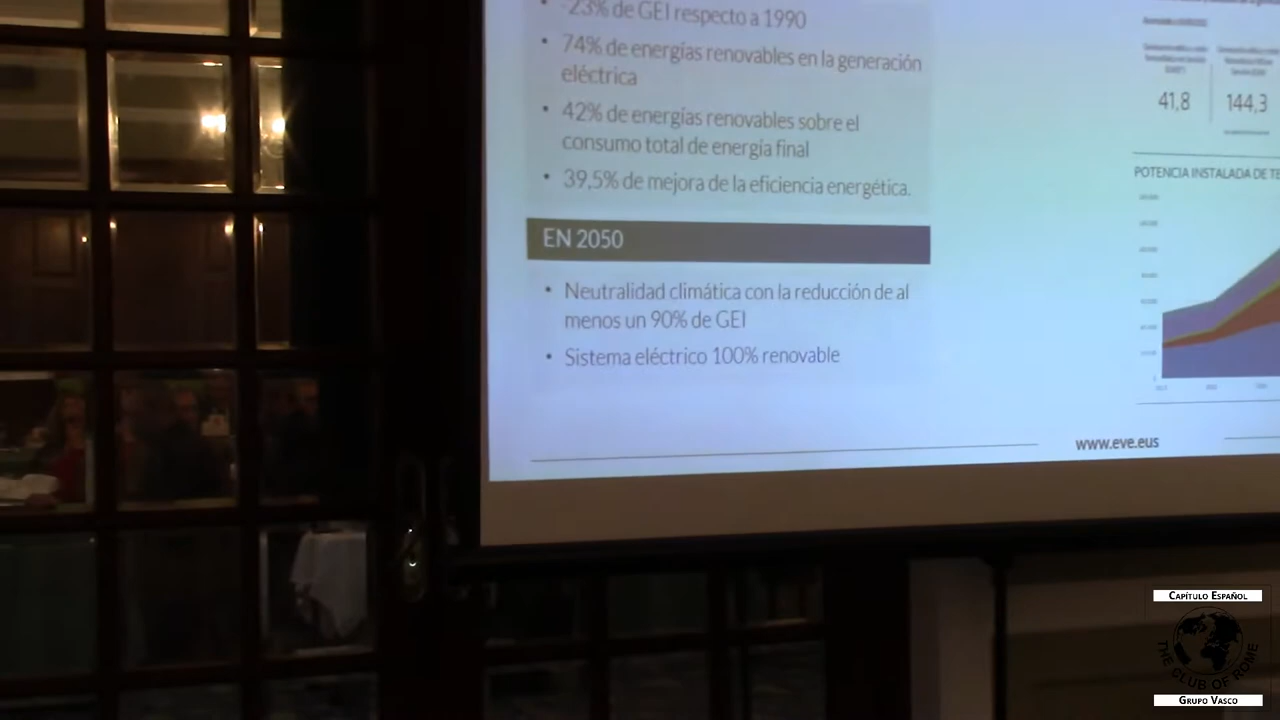 -23% de GEI respecto a 1990
• 74% de energías renovables en la generación
eléctrica
• 42% de energías renovables sobre el
consumo total de energía final
• 39,5% de mejora de la eficiencia energética.
EN 2050
• Neutralidad climática con la reducción de al
menos un 90% de GEI
• Sistema eléctrico 100% renovable
41,8
144,3
POTENCIA INSTALADA DE TE
www.eve.eus
Capítulo Español
THE CLUB OF ROME
Grupo Vasco